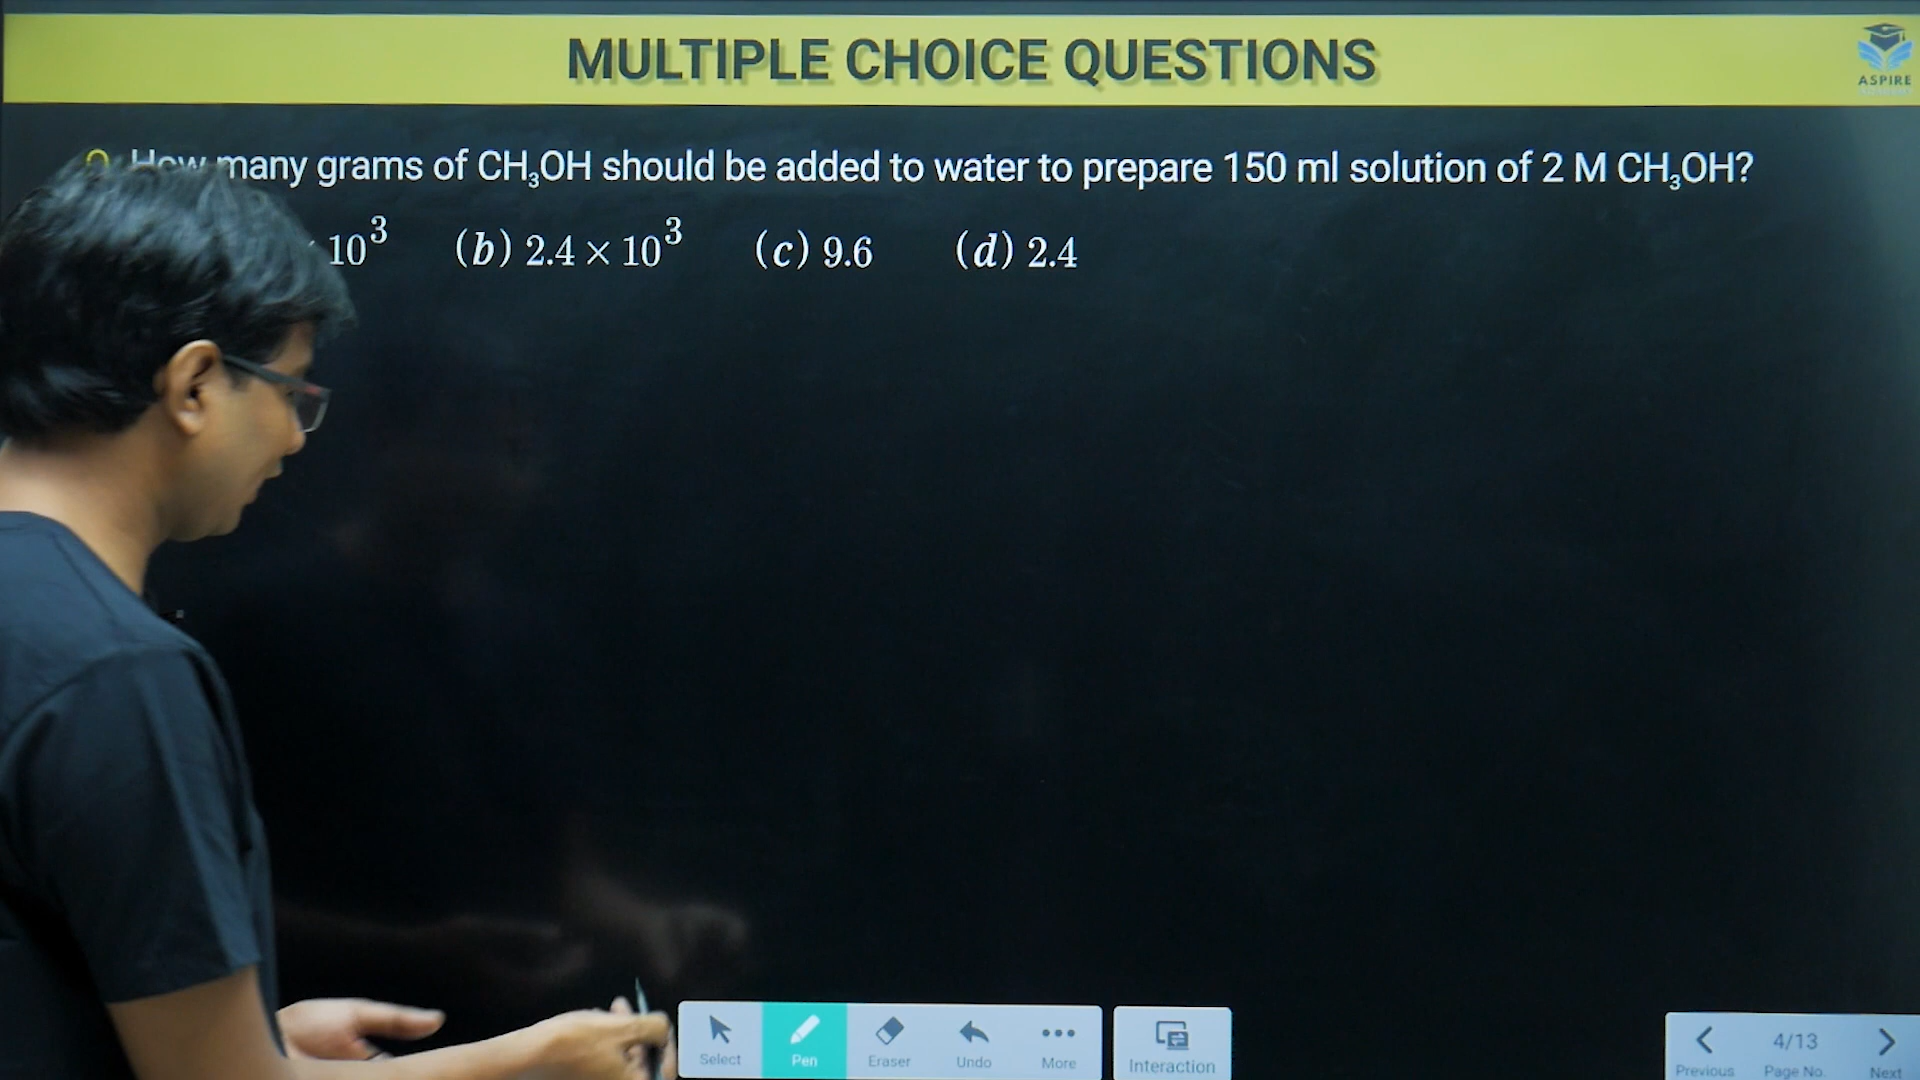 MULTIPLE CHOICE QUESTIONS
ASPIRE
How many grams of CH₃OH should be added to water to prepare 150 ml solution of 2 M CH₃OH?
10³ (b) 2.4 × 10³ (c) 9.6 (d) 2.4
Select Pen Eraser Undo More Interaction
4/13
Previous Page No. Next